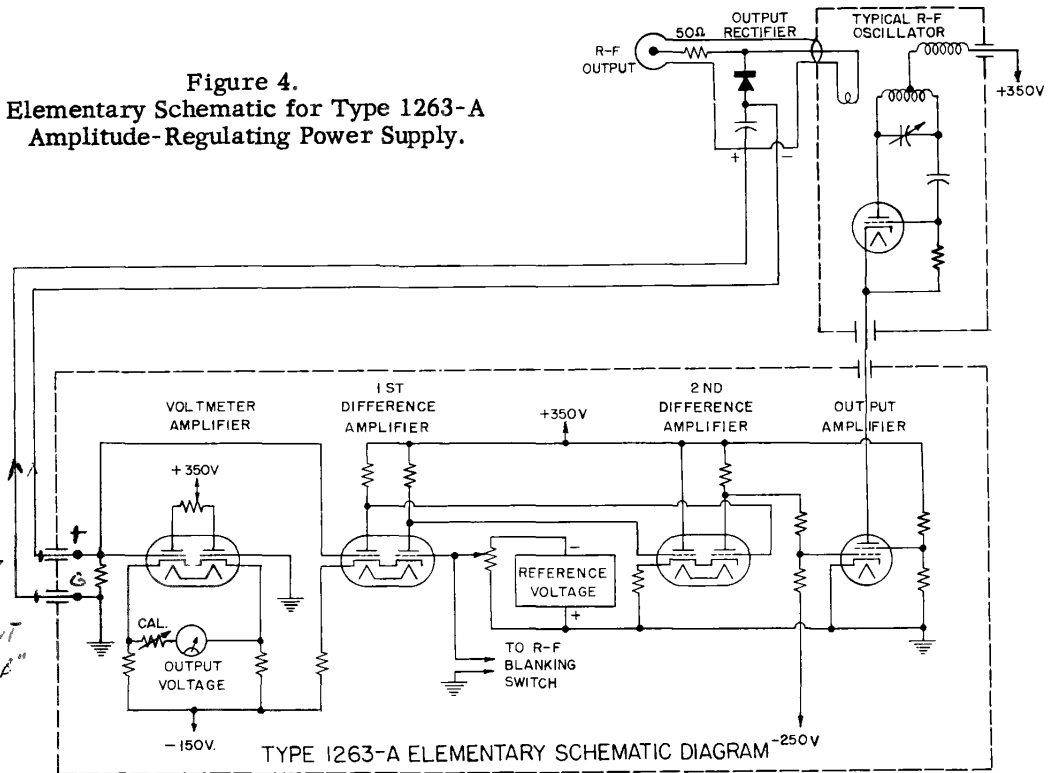 Figure 4.
Elementary Schematic for Type 1263-A
Amplitude-Regulating Power Supply.
R-F
OUTPUT
50Ω
OUTPUT
RECTIFIER
TYPICAL R-F
OSCILLATOR
+350V
+ -
VOLTMETER
AMPLIFIER
1 ST
DIFFERENCE
AMPLIFIER
+350V
2 ND
DIFFERENCE
AMPLIFIER
OUTPUT
AMPLIFIER
+350V
+
G
CAL.
OUTPUT
VOLTAGE
-150V.
-
REFERENCE
VOLTAGE
+
TO R-F
BLANKING
SWITCH
-250V
TYPE 1263-A ELEMENTARY SCHEMATIC DIAGRAM